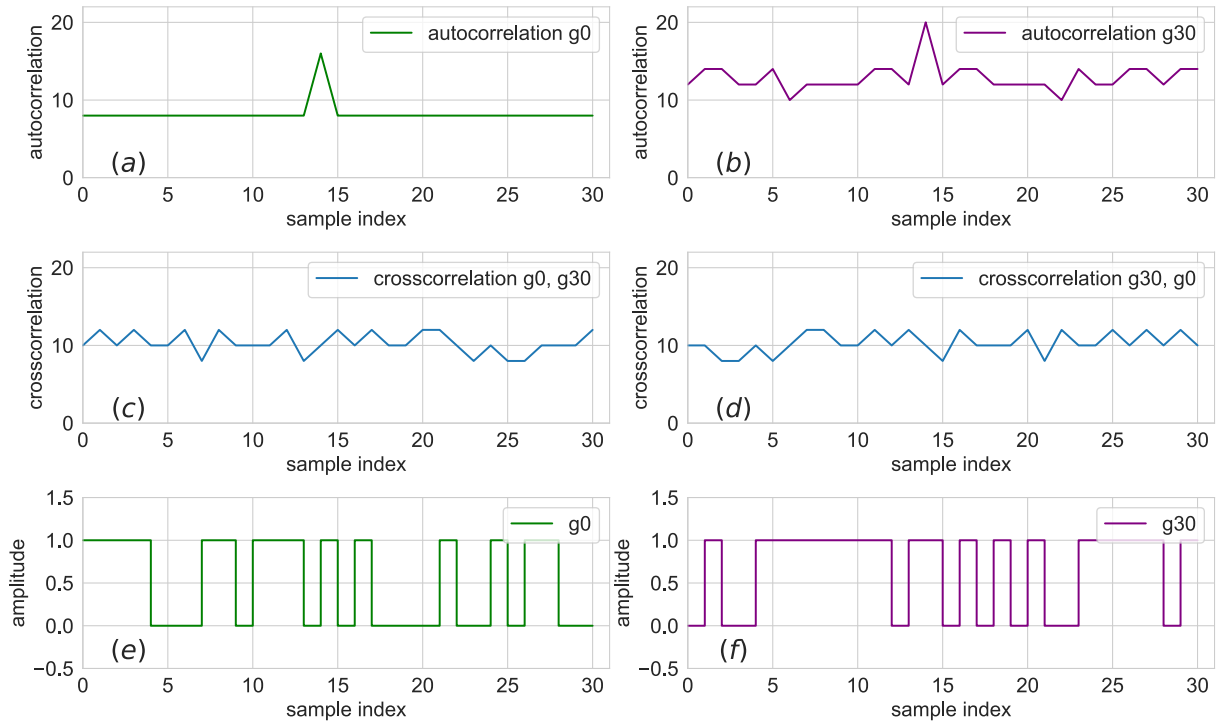 autocorrelation
20
10
0
autocorrelation g0
(a)
0 5 10 15 20 25 30
sample index
autocorrelation
20
10
0
autocorrelation g30
(b)
0 5 10 15 20 25 30
sample index
crosscorrelation
20
10
0
crosscorrelation g0, g30
(c)
0 5 10 15 20 25 30
sample index
crosscorrelation
20
10
0
crosscorrelation g30, g0
(d)
0 5 10 15 20 25 30
sample index
amplitude
1.5
1.0
0.5
0.0
−0.5
g0
(e)
0 5 10 15 20 25 30
sample index
amplitude
1.5
1.0
0.5
0.0
−0.5
g30
(f)
0 5 10 15 20 25 30
sample index